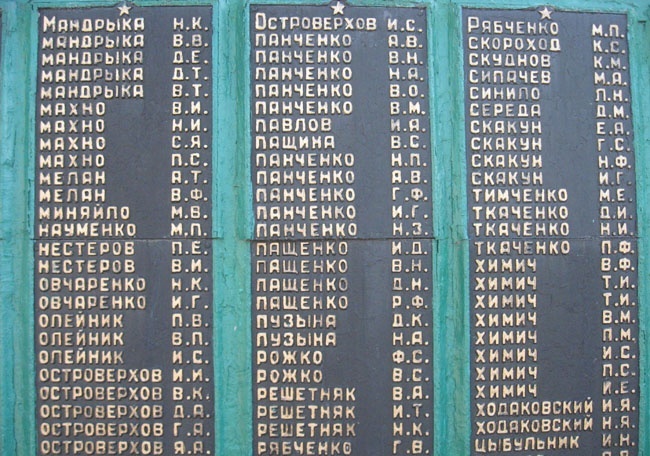 Мандрыка Н.К.
Мандрыка В.В.
Мандрыка Д.Е.
Мандрыка Д.Т.
Мандрыка В.Т.
Махно В.И.
Махно Н.И.
Махно С.Я.
Махно П.С.
Мелан А.Т.
Мелан В.Ф.
Миняйло М.В.
Науменко М.П.
Нестеров П.Е.
Нестеров В.И.
Овчаренко Н.К.
Овчаренко И.Г.
Олейник П.В.
Олейник В.П.
Олейник И.С.
Островерхов И.И.
Островерхов В.К.
Островерхов Д.А.
Островерхов Г.А.
Островерхов Я.А.
Островерхов И.С.
Панченко А.В.
Панченко В.Н.
Панченко Н.А.
Панченко В.О.
Панченко В.М.
Павлов И.А.
Пащина В.С.
Панченко Н.П.
Панченко А.В.
Панченко Г.Ф.
Панченко И.Г.
Панченко Н.З.
Пащенко И.Д.
Пащенко В.Н.
Пащенко Д.Н.
Пащенко Р.Ф.
Пузына Д.К.
Пузына Н.А.
Рожко Ф.С.
Рожко В.С.
Решетняк В.А.
Решетняк И.Т.
Решетняк Н.К.
Рябченко Г.В.
Рябченко М.П.
Скороход К.С.
Скуднов К.М.
Сипачев М.А.
Синило П.Н.
Середа Д.М.
Скакун Е.А.
Скакун Г.С.
Скакун Н.Ф.
Скакун И.Г.
Тимченко М.Е.
Ткаченко Д.И.
Ткаченко Н.И.
Ткаченко П.Ф.
Химич В.Ф.
Химич Т.И.
Химич Т.И.
Химич В.М.
Химич П.М.
Химич И.С.
Химич П.С.
Химич И.Е.
Ходаковский И.Я.
Ходаковский Н.Я.
Цыбульник И.Н.